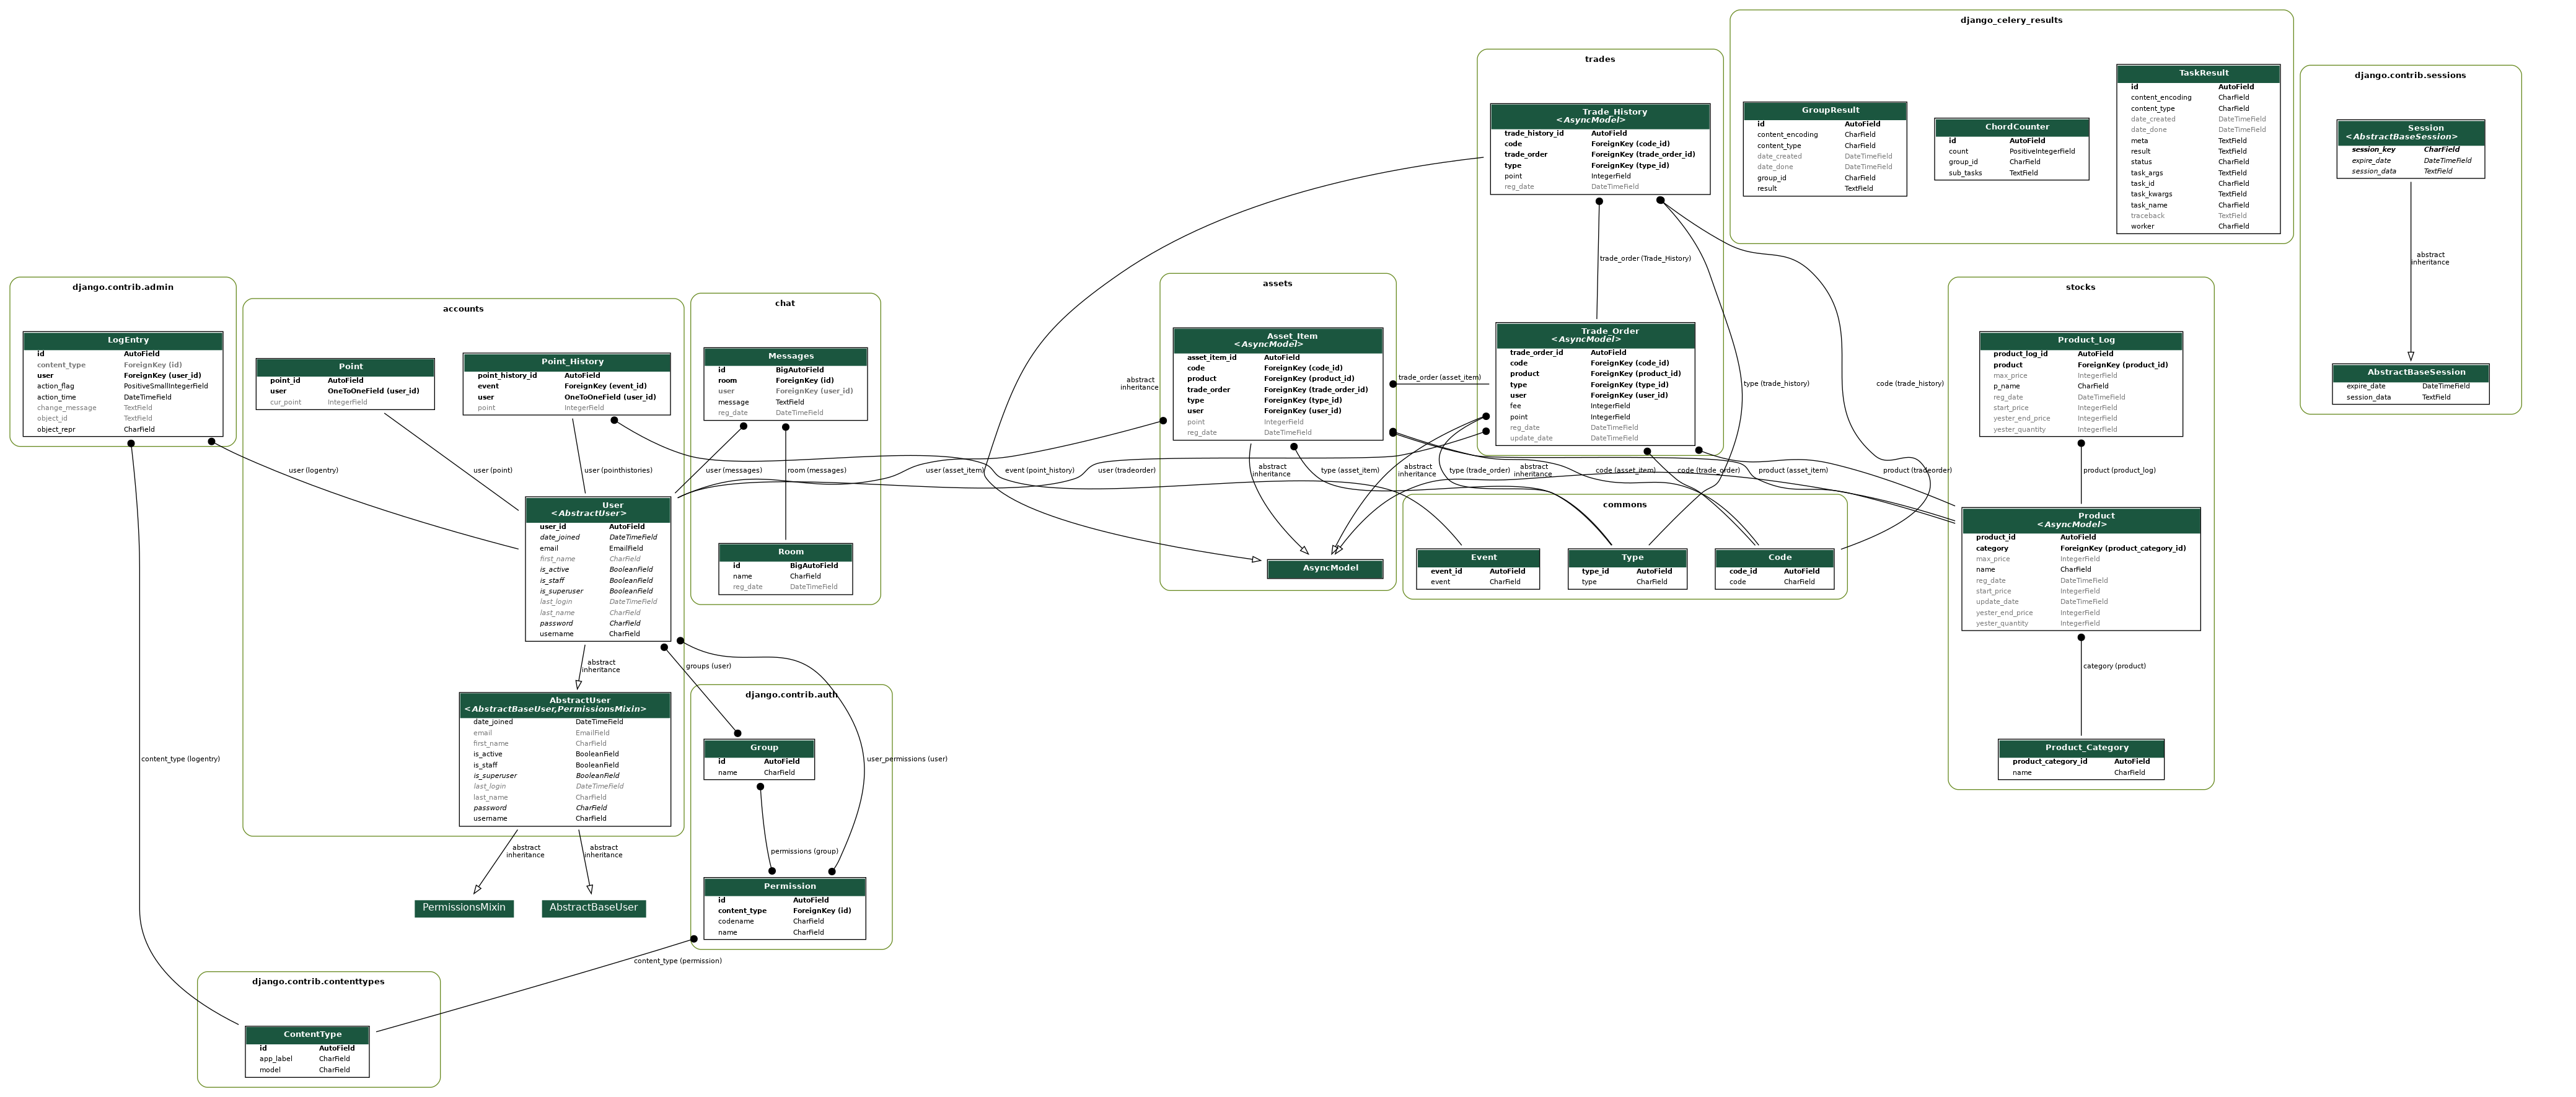 django_celery_results
TaskResult
id AutoField
content_encoding CharField
content_type CharField
date_created DateTimeField
date_done DateTimeField
meta TextField
result TextField
status CharField
task_args TextField
task_id CharField
task_kwargs TextField
task_name CharField
traceback TextField
worker CharField
GroupResult
id AutoField
content_encoding CharField
content_type CharField
date_created DateTimeField
date_done DateTimeField
group_id CharField
result TextField
ChordCounter
id AutoField
count PositiveIntegerField
group_id CharField
sub_tasks TextField
django.contrib.sessions
Session
<AbstractBaseSession>
session_key CharField
expire_date DateTimeField
session_data TextField
abstract
inheritance
AbstractBaseSession
expire_date DateTimeField
session_data TextField
trades
Trade_History
<AsyncModel>
trade_history_id AutoField
code ForeignKey (code_id)
trade_order ForeignKey (trade_order_id)
type ForeignKey (type_id)
point IntegerField
reg_date DateTimeField
trade_order (Trade_History)
Trade_Order
<AsyncModel>
trade_order_id AutoField
code ForeignKey (code_id)
product ForeignKey (product_id)
type ForeignKey (type_id)
user ForeignKey (user_id)
fee IntegerField
point IntegerField
reg_date DateTimeField
update_date DateTimeField
type (trade_history)
code (trade_history)
django.contrib.admin
LogEntry
id AutoField
content_type ForeignKey (id)
user ForeignKey (user_id)
action_flag PositiveSmallIntegerField
action_time DateTimeField
change_message TextField
object_id TextField
object_repr CharField
accounts
Point
point_id AutoField
user OneToOneField (user_id)
cur_point IntegerField
Point_History
point_history_id AutoField
event ForeignKey (event_id)
user OneToOneField (user_id)
point IntegerField
chat
Messages
id BigAutoField
room ForeignKey (id)
user ForeignKey (user_id)
message TextField
reg_date DateTimeField
assets
Asset_Item
<AsyncModel>
asset_item_id AutoField
code ForeignKey (code_id)
product ForeignKey (product_id)
trade_order ForeignKey (trade_order_id)
type ForeignKey (type_id)
user ForeignKey (user_id)
point IntegerField
reg_date DateTimeField
abstract
inheritance
trade_order (asset_item)
stocks
Product_Log
product_log_id AutoField
product ForeignKey (product_id)
max_price IntegerField
p_name CharField
reg_date DateTimeField
start_price IntegerField
yester_end_price IntegerField
yester_quantity IntegerField
user (logentry)
user (point)
user (pointhistories)
user (messages)
room (messages)
user (asset_item)
event (point_history)
user (tradeorder)
abstract
inheritance
type (asset_item)
abstract
inheritance
type (trade_order)
abstract
inheritance
code (asset_item)
code (trade_order)
product (asset_item)
product (tradeorder)
product (product_log)
User
<AbstractUser>
user_id AutoField
date_joined DateTimeField
email EmailField
first_name CharField
is_active BooleanField
is_staff BooleanField
is_superuser BooleanField
last_login DateTimeField
last_name CharField
password CharField
username CharField
Room
id BigAutoField
name CharField
reg_date DateTimeField
AsyncModel
commons
Event
event_id AutoField
event CharField
Type
type_id AutoField
type CharField
Code
code_id AutoField
code CharField
Product
<AsyncModel>
product_id AutoField
category ForeignKey (product_category_id)
max_price IntegerField
name CharField
reg_date DateTimeField
start_price IntegerField
update_date DateTimeField
yester_end_price IntegerField
yester_quantity IntegerField
category (product)
Product_Category
product_category_id AutoField
name CharField
abstract
inheritance
groups (user)
AbstractUser
<AbstractBaseUser,PermissionsMixin>
date_joined DateTimeField
email EmailField
first_name CharField
is_active BooleanField
is_staff BooleanField
is_superuser BooleanField
last_login DateTimeField
last_name CharField
password CharField
username CharField
django.contrib.auth
Group
id AutoField
name CharField
content_type (logentry)
user_permissions (user)
abstract
inheritance
abstract
inheritance
permissions (group)
PermissionsMixin
AbstractBaseUser
Permission
id AutoField
content_type ForeignKey (id)
codename CharField
name CharField
content_type (permission)
django.contrib.contenttypes
ContentType
id AutoField
app_label CharField
model CharField